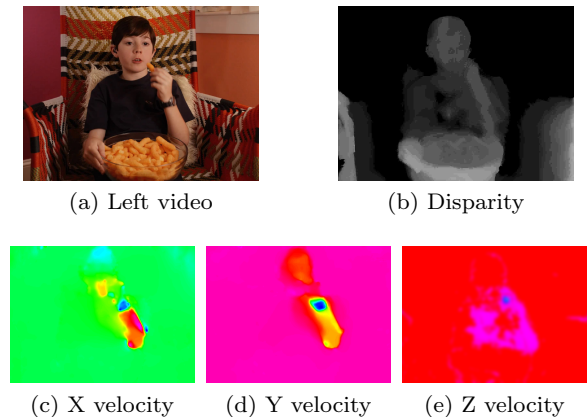 (a) Left video
(b) Disparity
(c) X velocity
(d) Y velocity
(e) Z velocity